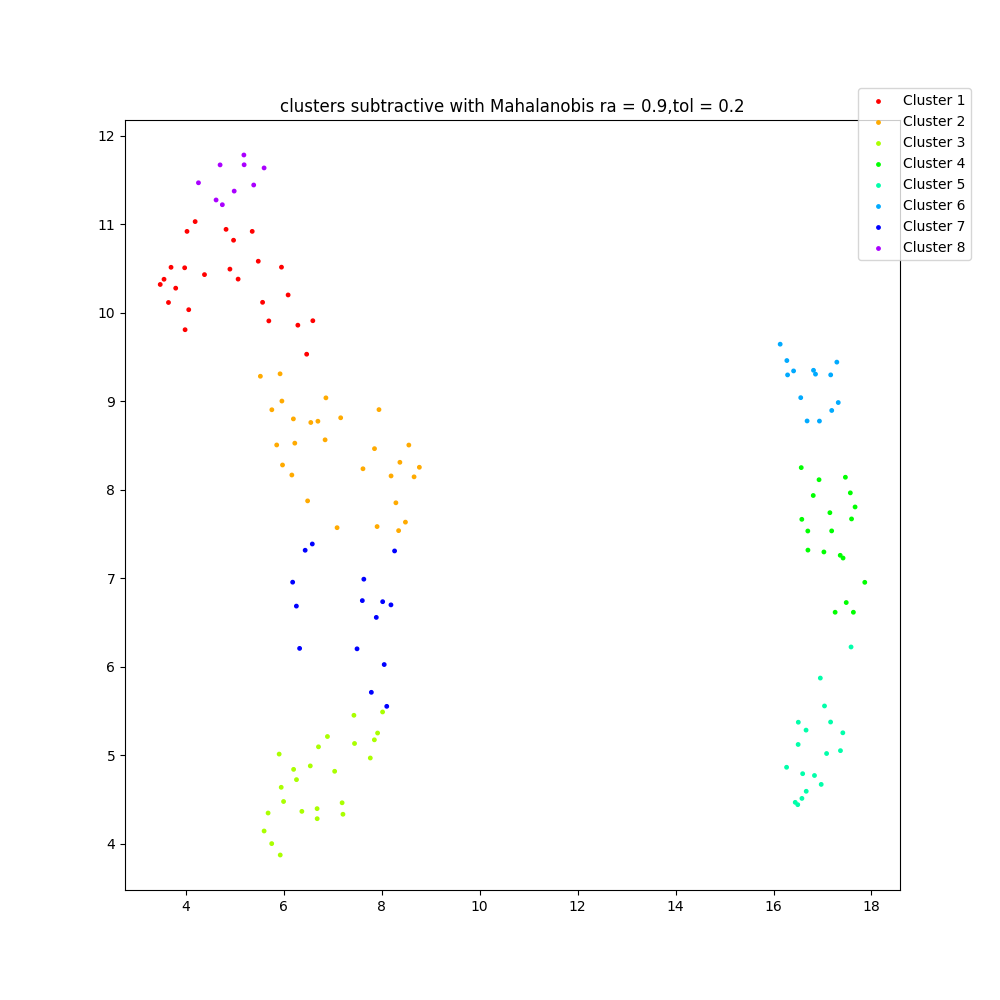 clusters subtractive with Mahalanobis ra = 0.9,tol = 0.2
Cluster 1
Cluster 2
Cluster 3
Cluster 4
Cluster 5
Cluster 6
Cluster 7
Cluster 8
12
11
10
9
8
7
6
5
4
4 6 8 10 12 14 16 18